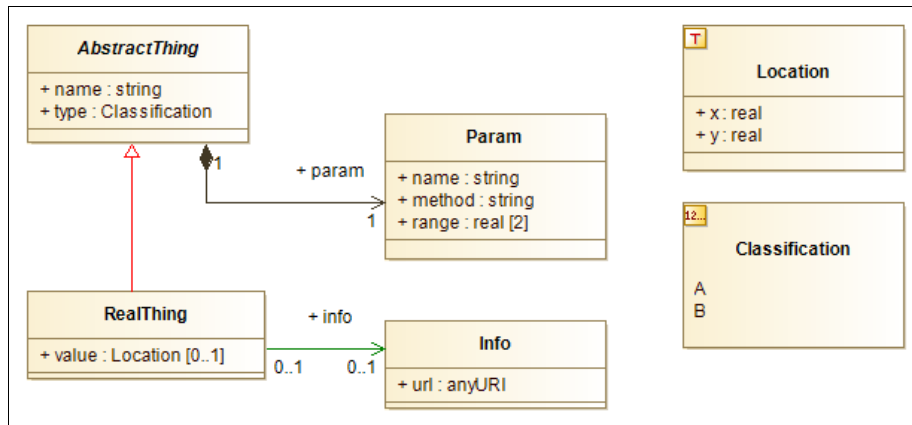 AbstractThing
+ name : string
+ type : Classification
1
+ param
1
Param
+ name : string
+ method : string
+ range : real [2]
RealThing
+ value : Location [0..1]
+ info
0..1
0..1
Info
+ url : anyURI
T
Location
+ x : real
+ y : real
12...
Classification
A
B